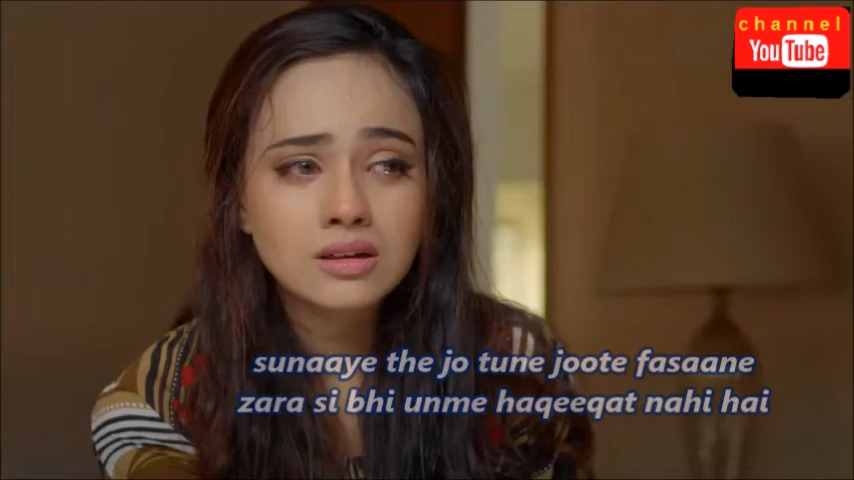 channel
YouTube
sunaaye the jo tune joote fasaane
zara si bhi unme haqeeqat nahi hai